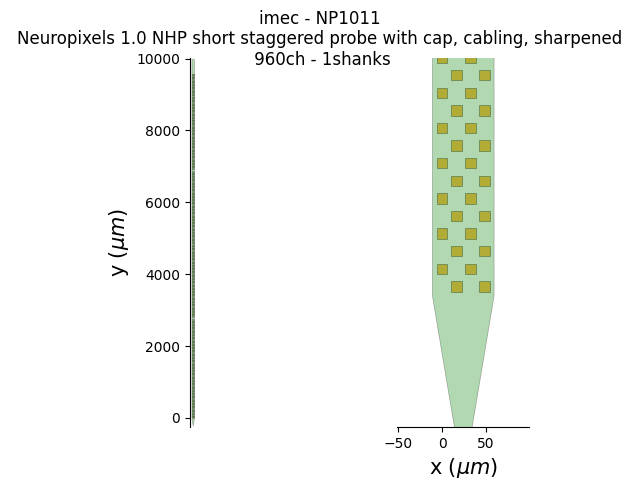 imec - NP1011
Neuropixels 1.0 NHP short staggered probe with cap, cabling, sharpened
960ch - 1shanks
10000
8000
6000
4000
2000
0
y (μm)
−50 0 50
x (μm)